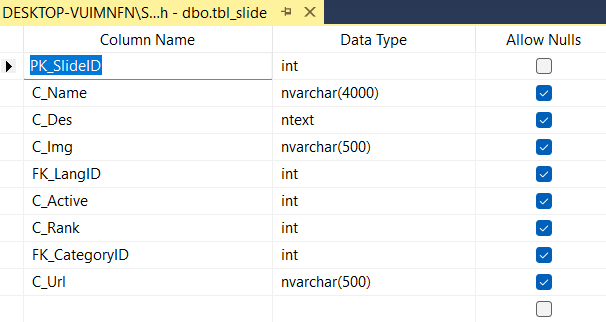 DESKTOP-VUIMNFN\S...h - dbo.tbl_slide
Column Name Data Type Allow Nulls
PK_SlideID int
C_Name nvarchar(4000)
C_Des ntext
C_Img nvarchar(500)
FK_LangID int
C_Active int
C_Rank int
FK_CategoryID int
C_Url nvarchar(500)